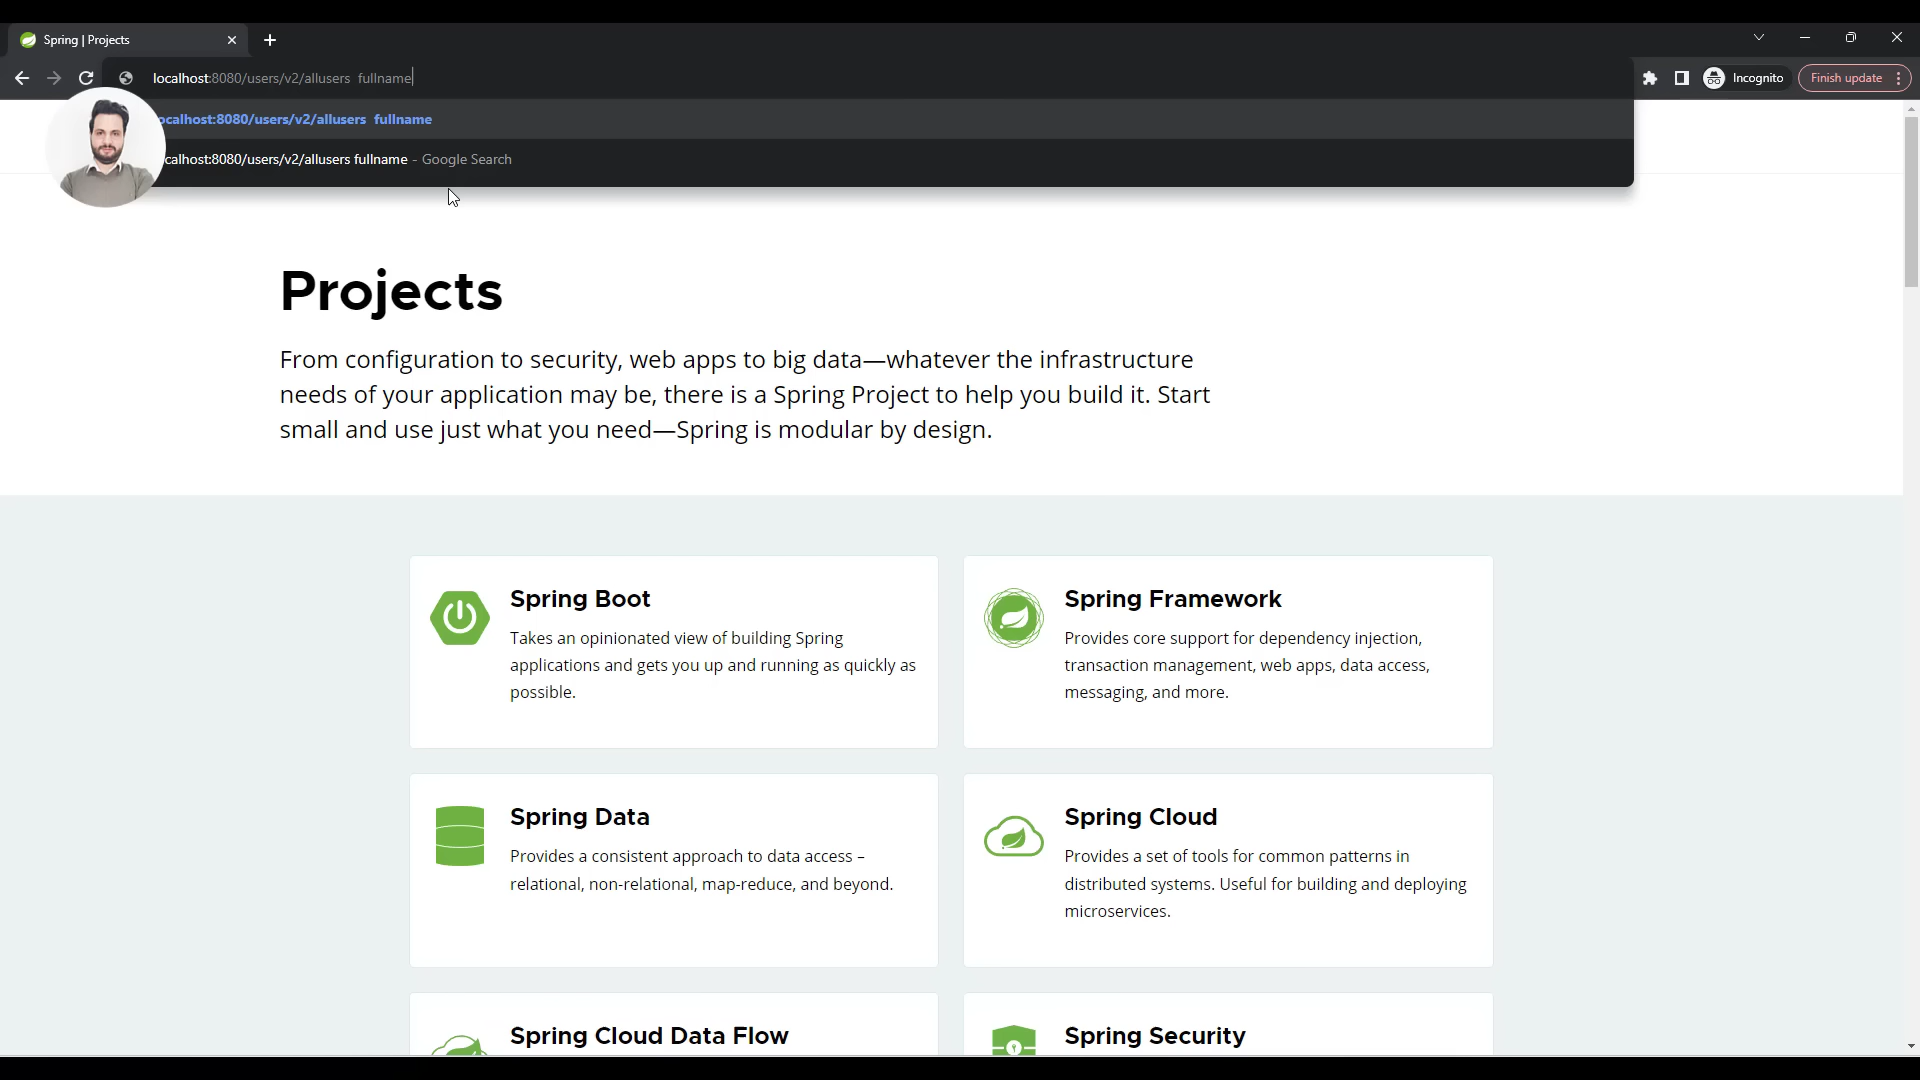 Spring | Projects
localhost:8080/users/v2/allusers  fullname
Incognito
Finish update
ocalhost:8080/users/v2/allusers  fullname
calhost:8080/users/v2/allusers fullname - Google Search
Projects
From configuration to security, web apps to big data—whatever the infrastructure
needs of your application may be, there is a Spring Project to help you build it. Start
small and use just what you need—Spring is modular by design.
Spring Boot
Takes an opinionated view of building Spring
applications and gets you up and running as quickly as
possible.
Spring Framework
Provides core support for dependency injection,
transaction management, web apps, data access,
messaging, and more.
Spring Data
Provides a consistent approach to data access –
relational, non-relational, map-reduce, and beyond.
Spring Cloud
Provides a set of tools for common patterns in
distributed systems. Useful for building and deploying
microservices.
Spring Cloud Data Flow
Spring Security